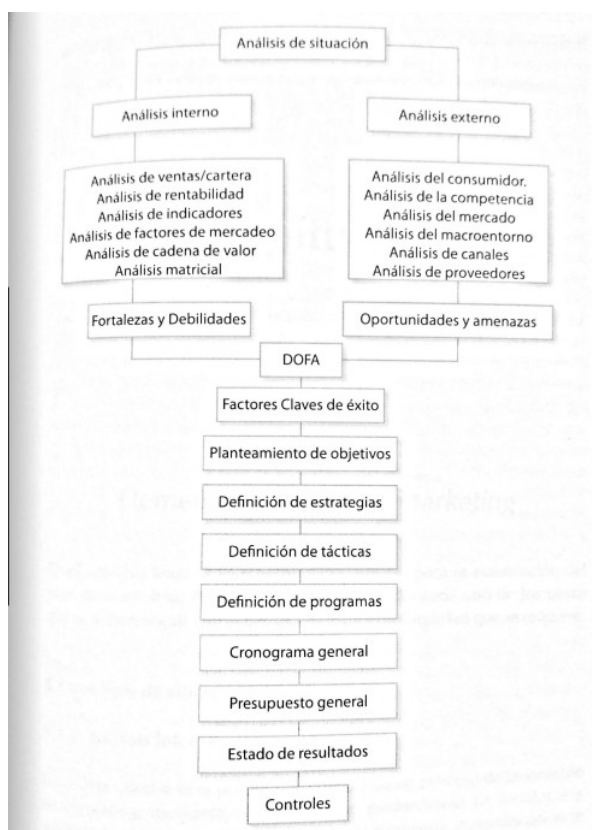 Análisis de situación
Análisis interno
Análisis externo
Análisis de ventas/cartera
Análisis de rentabilidad
Análisis de indicadores
Análisis de factores de mercadeo
Análisis de cadena de valor
Análisis matricial
Análisis del consumidor.
Análisis de la competencia
Análisis del mercado
Análisis del macroentorno
Análisis de canales
Análisis de proveedores
Fortalezas y Debilidades
Oportunidades y amenazas
DOFA
Factores Claves de éxito
Planteamiento de objetivos
Definición de estrategias
Definición de tácticas
Definición de programas
Cronograma general
Presupuesto general
Estado de resultados
Controles